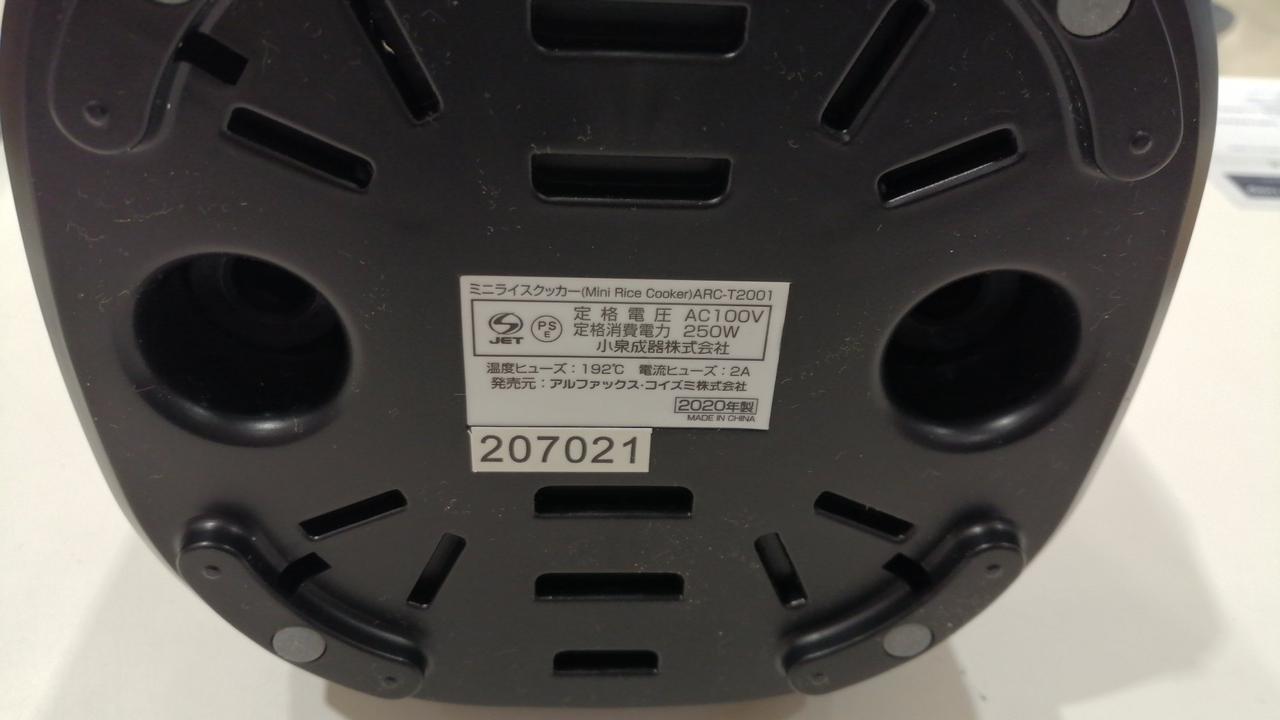 ミニライスクッカー(Mini Rice Cooker)ARC-T2001
JET
PS
E
定格電圧 AC100V
定格消費電力 250W
小泉成器株式会社
温度ヒューズ：192℃ 電流ヒューズ：2A
発売元：アルファックス・コイズミ株式会社
2020年製
MADE IN CHINA
207021